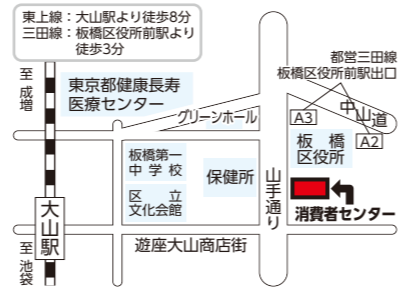 東上線：大山駅より徒歩8分
三田線：板橋区役所前駅より
徒歩3分
都営三田線
板橋区役所前駅出口
至 成増
東京都健康長寿
医療センター
グリーンホール
A3
中山道
A2
板橋
区役所
板橋第一
中学校
保健所
区立
文化会館
山手通り
消費者センター
大山駅
遊座大山商店街
至 池袋